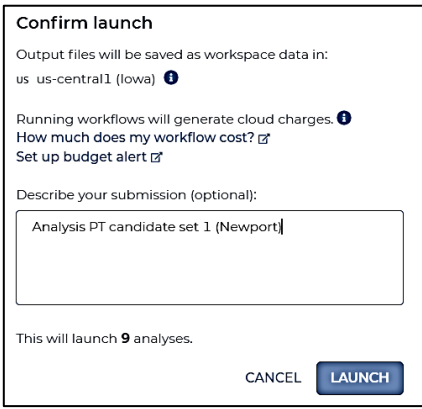 Confirm launch
Output files will be saved as workspace data in:
us us-central1 (Iowa)
Running workflows will generate cloud charges.
How much does my workflow cost?
Set up budget alert
Describe your submission (optional):
Analysis PT candidate set 1 (Newport)
This will launch 9 analyses.
CANCEL LAUNCH